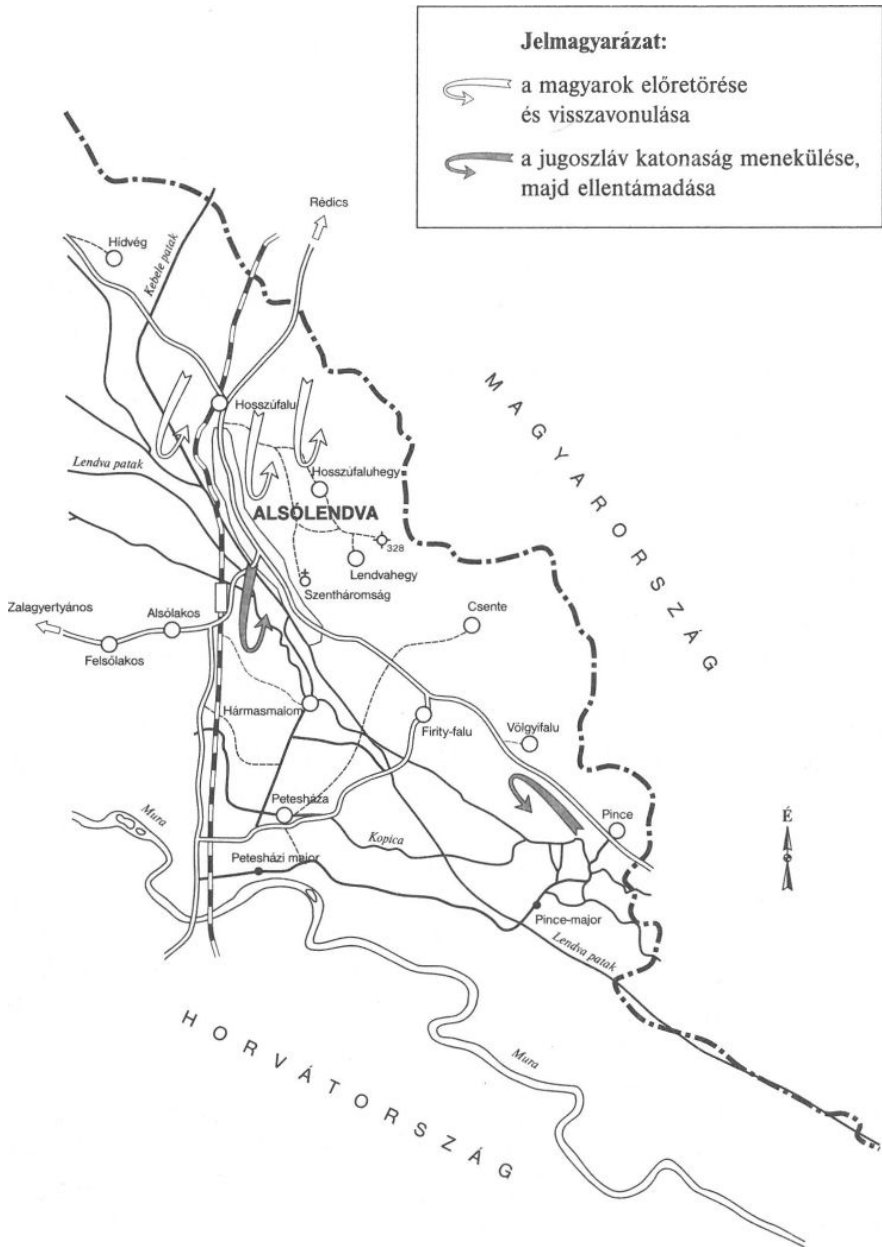 Jelmagyarázat:
a magyarok előretörése
és visszavonulása
a jugoszláv katonaság menekülése,
majd ellentámadása
Rédics
Hídvég
Kebele patak
MAGYARORSZÁG
Hosszúfalu
Lendva patak
Hosszúfaluhegy
ALSÓLENDVA
328
Lendvahegy
Szentháromság
Zalagyertyános
Alsólakos
Csente
Felsőlakos
Hármasmalom
Firity-falu
Völgyifalu
Petesháza
Pince
Mura
Kopica
É
Petesházi major
Pince-major
Lendva patak
HORVÁTORSZÁG
Mura